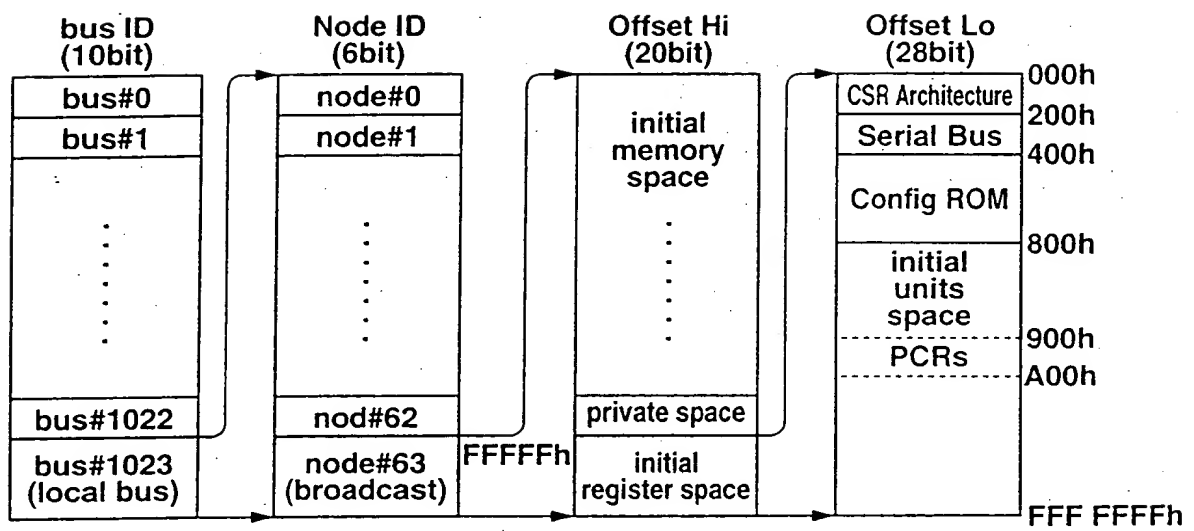 bus ID
(10bit)
bus#0
bus#1
bus#1022
bus#1023
(local bus)
Node ID
(6bit)
node#0
node#1
nod#62
node#63
(broadcast)
FFFFFh
Offset Hi
(20bit)
initial
memory
space
private space
initial
register space
Offset Lo
(28bit)
CSR Architecture
Serial Bus
Config ROM
initial
units
space
PCRs
000h
200h
400h
800h
900h
A00h
FFF FFFFh